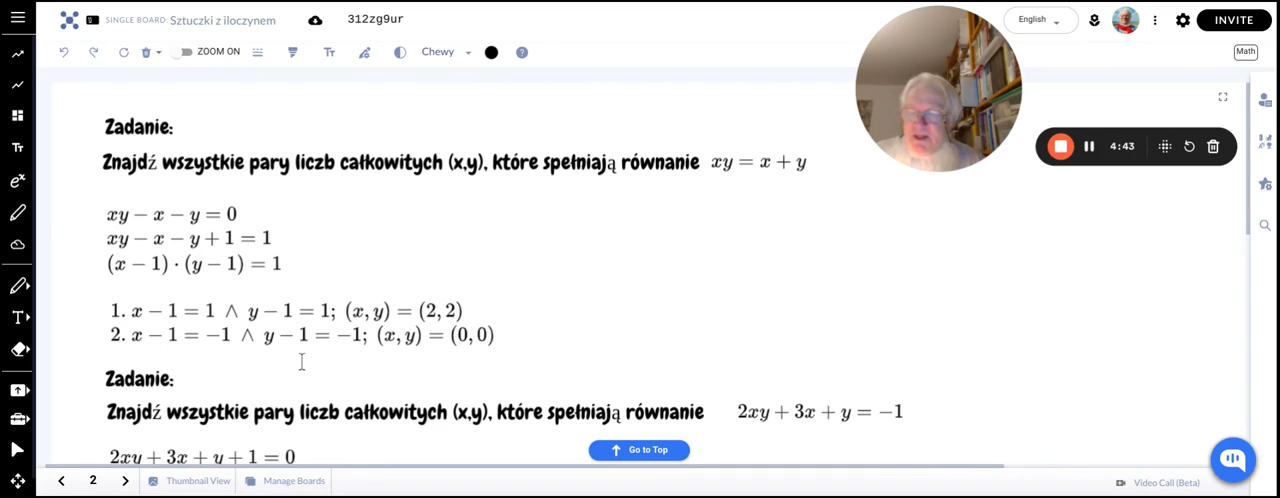 SINGLE BOARD: Sztuczki z iloczynem
312zg9ur
English
INVITE
ZOOM ON
Chewy
Math
4:43
Zadanie:
Znajdź wszystkie pary liczb całkowitych (x,y), które spełniają równanie xy = x + y
xy − x − y = 0
xy − x − y + 1 = 1
(x − 1) · (y − 1) = 1
1. x − 1 = 1 ∧ y − 1 = 1; (x, y) = (2, 2)
2. x − 1 = −1 ∧ y − 1 = −1; (x, y) = (0, 0)
Zadanie:
Znajdź wszystkie pary liczb całkowitych (x,y), które spełniają równanie 2xy + 3x + y = −1
2xy + 3x + y + 1 = 0
Go to Top
2
Thumbnail View
Manage Boards
Video Call (Beta)